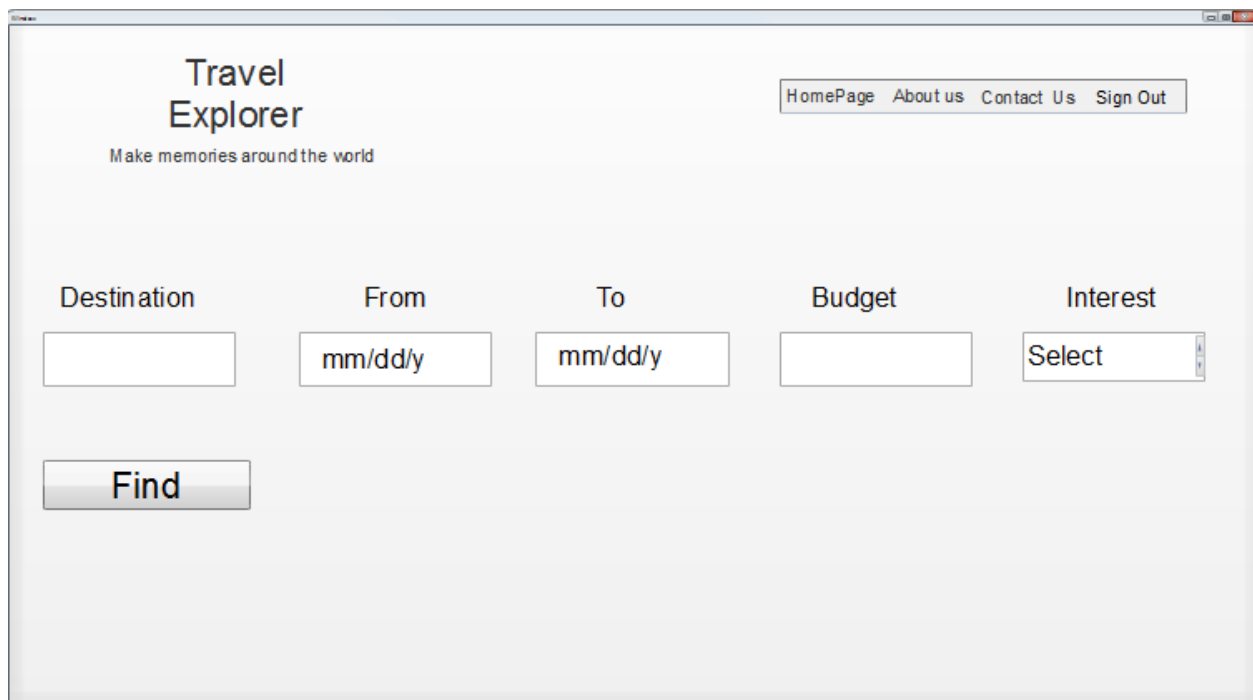 Travel
Explorer
Make memories around the world
HomePage About us Contact Us Sign Out
Destination From To Budget Interest
mm/dd/y mm/dd/y Select
Find